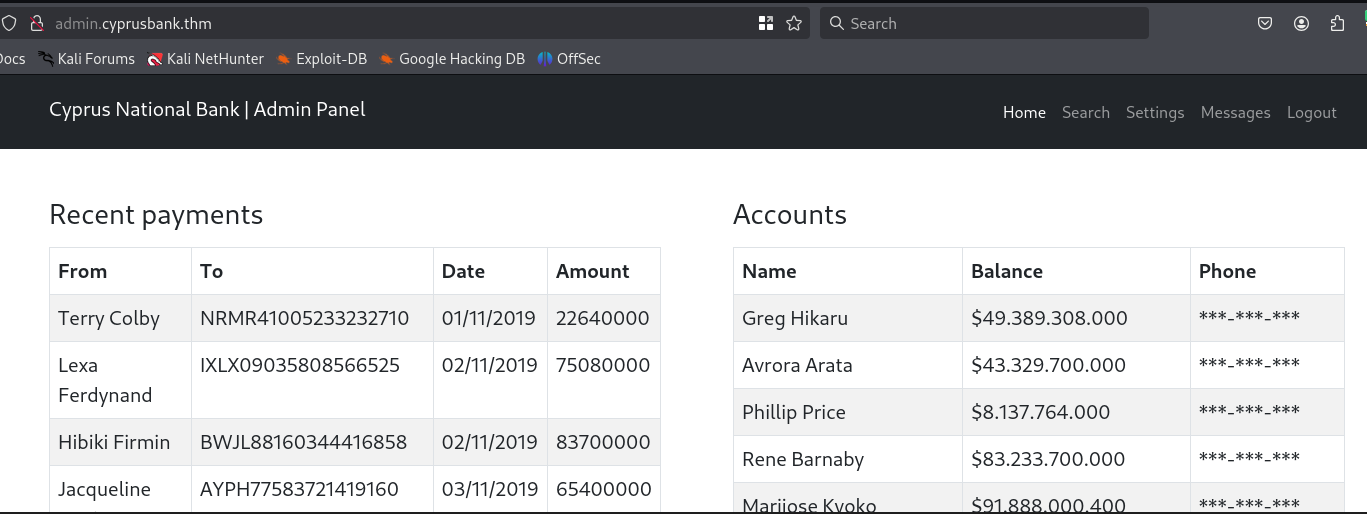 admin.cyprusbank.thm
Search
Docs Kali Forums Kali NetHunter Exploit-DB Google Hacking DB OffSec
Cyprus National Bank | Admin Panel
Home Search Settings Messages Logout
Recent payments
From To Date Amount
Terry Colby NRMR41005233232710 01/11/2019 22640000
Lexa IXLX09035808566525 02/11/2019 75080000
Ferdynand
Hibiki Firmin BWJL88160344416858 02/11/2019 83700000
Jacqueline AYPH77583721419160 03/11/2019 65400000
Accounts
Name Balance Phone
Greg Hikaru $49.389.308.000 ***-***-***
Avrora Arata $43.329.700.000 ***-***-***
Phillip Price $8.137.764.000 ***-***-***
Rene Barnaby $83.233.700.000 ***-***-***
Marijose Kyoko $91.888.000.400 ***-***-***